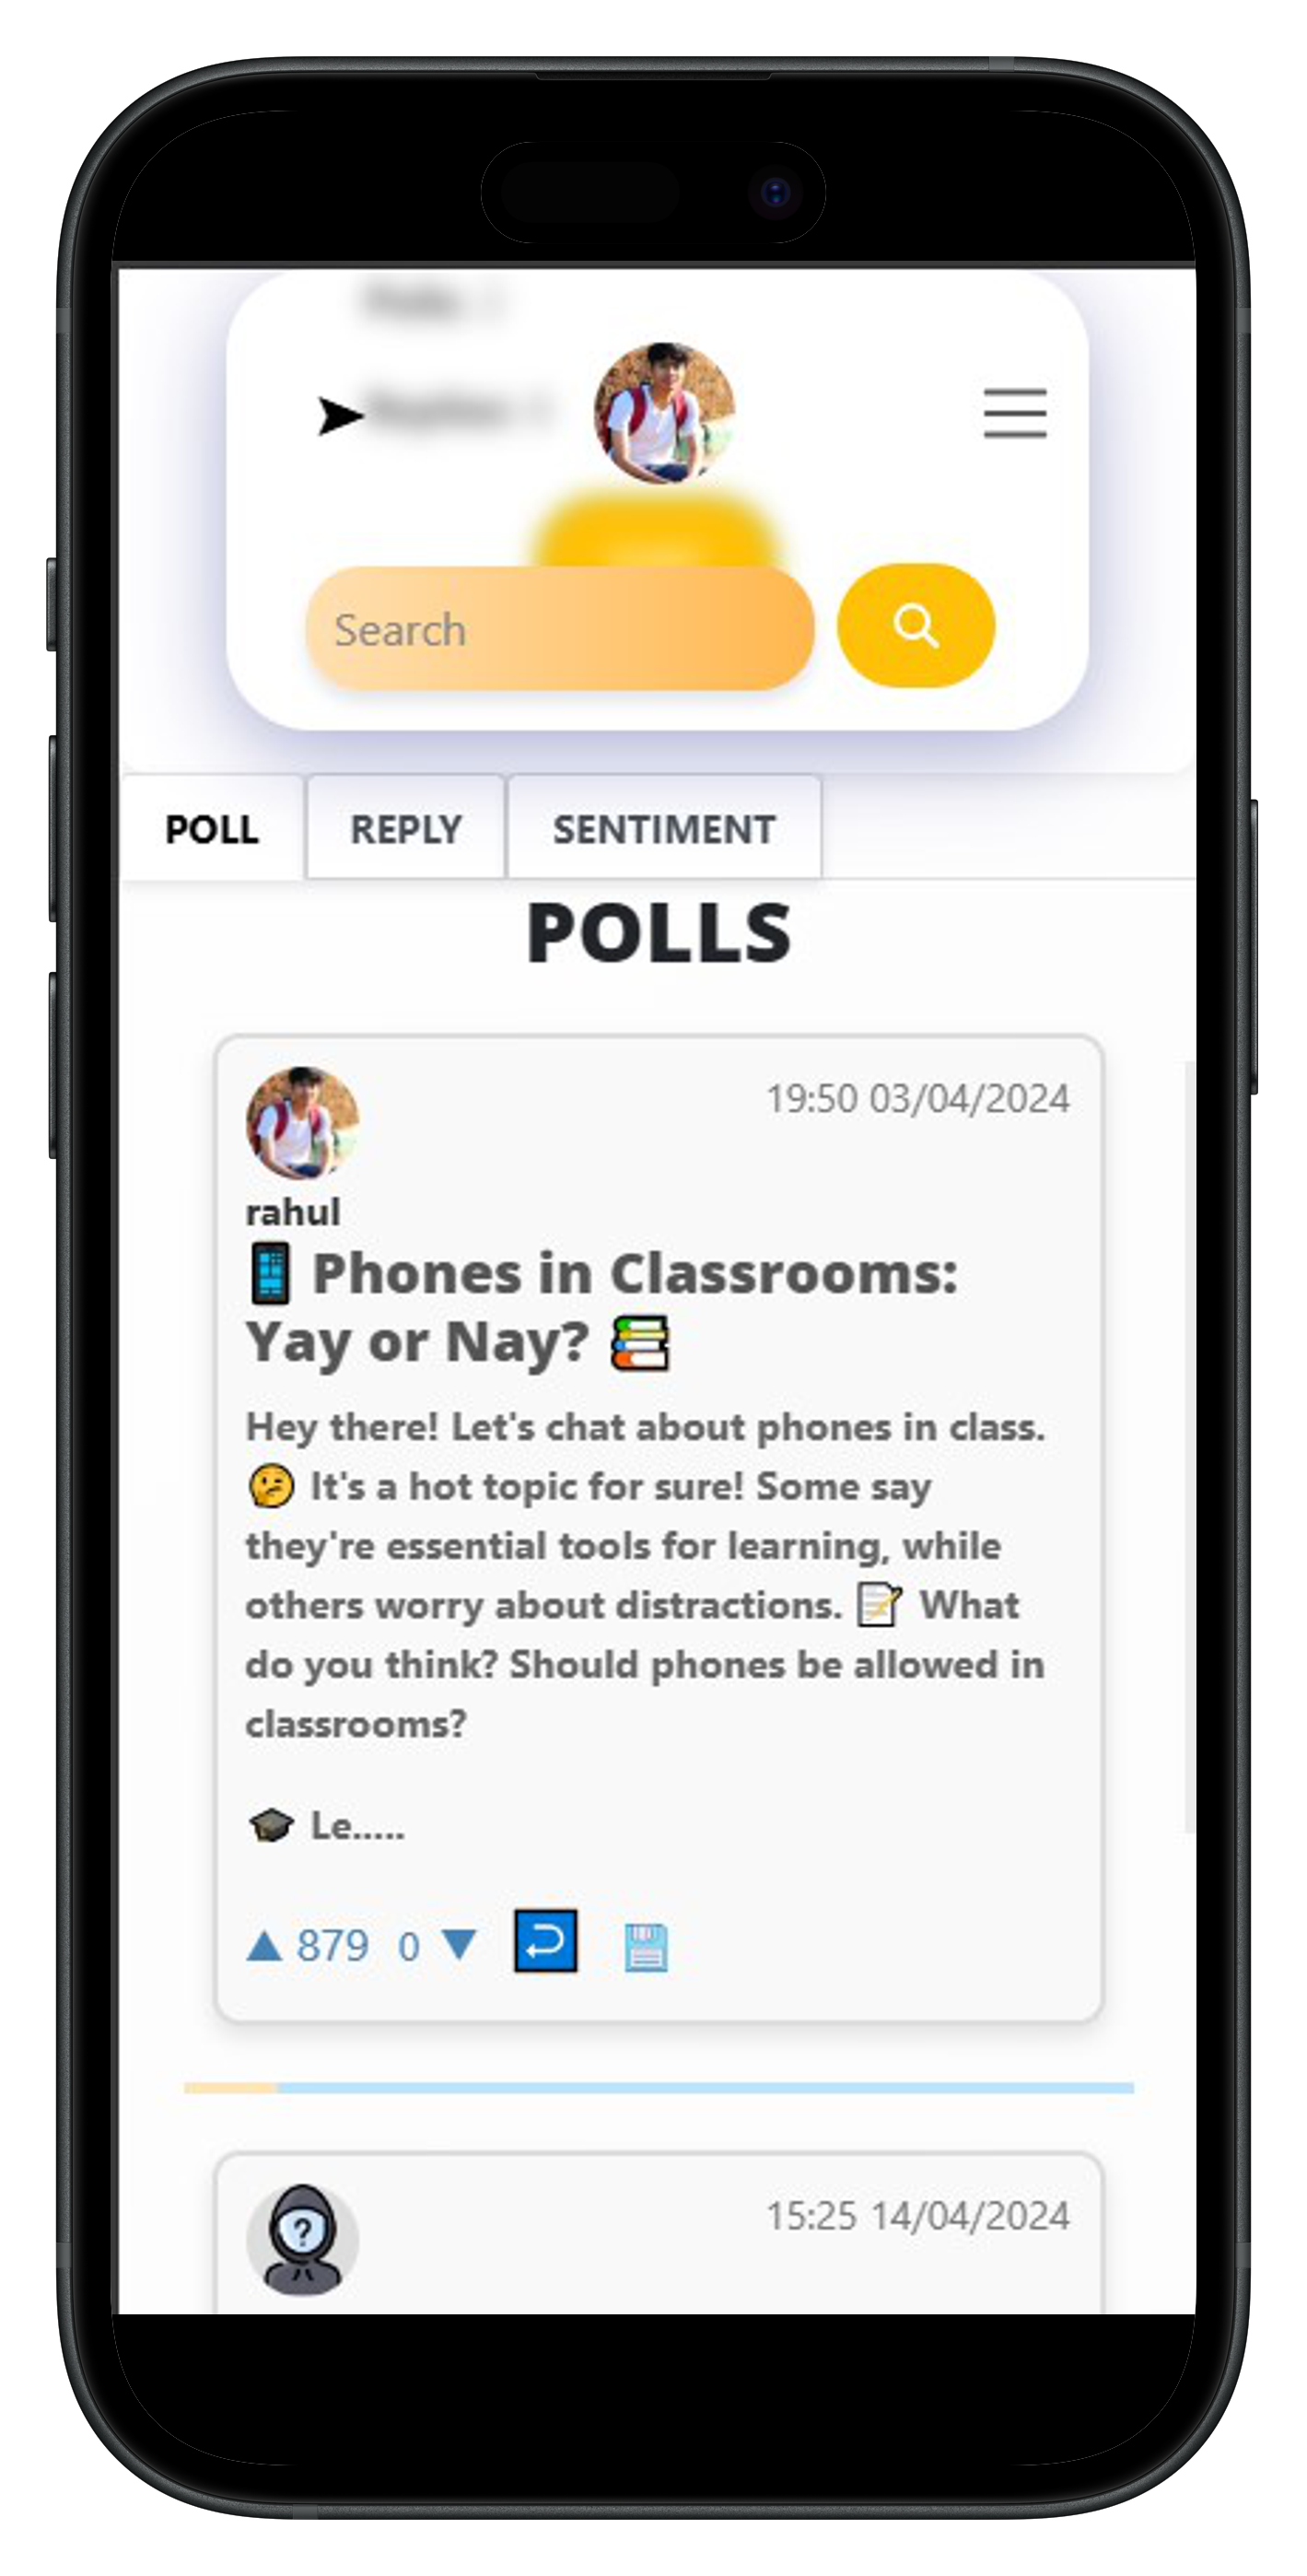 Search
POLL REPLY SENTIMENT
POLLS
19:50 03/04/2024
rahul
📱 Phones in Classrooms:
Yay or Nay? 📚
Hey there! Let's chat about phones in class.
🤔 It's a hot topic for sure! Some say
they're essential tools for learning, while
others worry about distractions. 📝 What
do you think? Should phones be allowed in
classrooms?
🎓 Le.....
▲ 879 0 ▼
?
15:25 14/04/2024